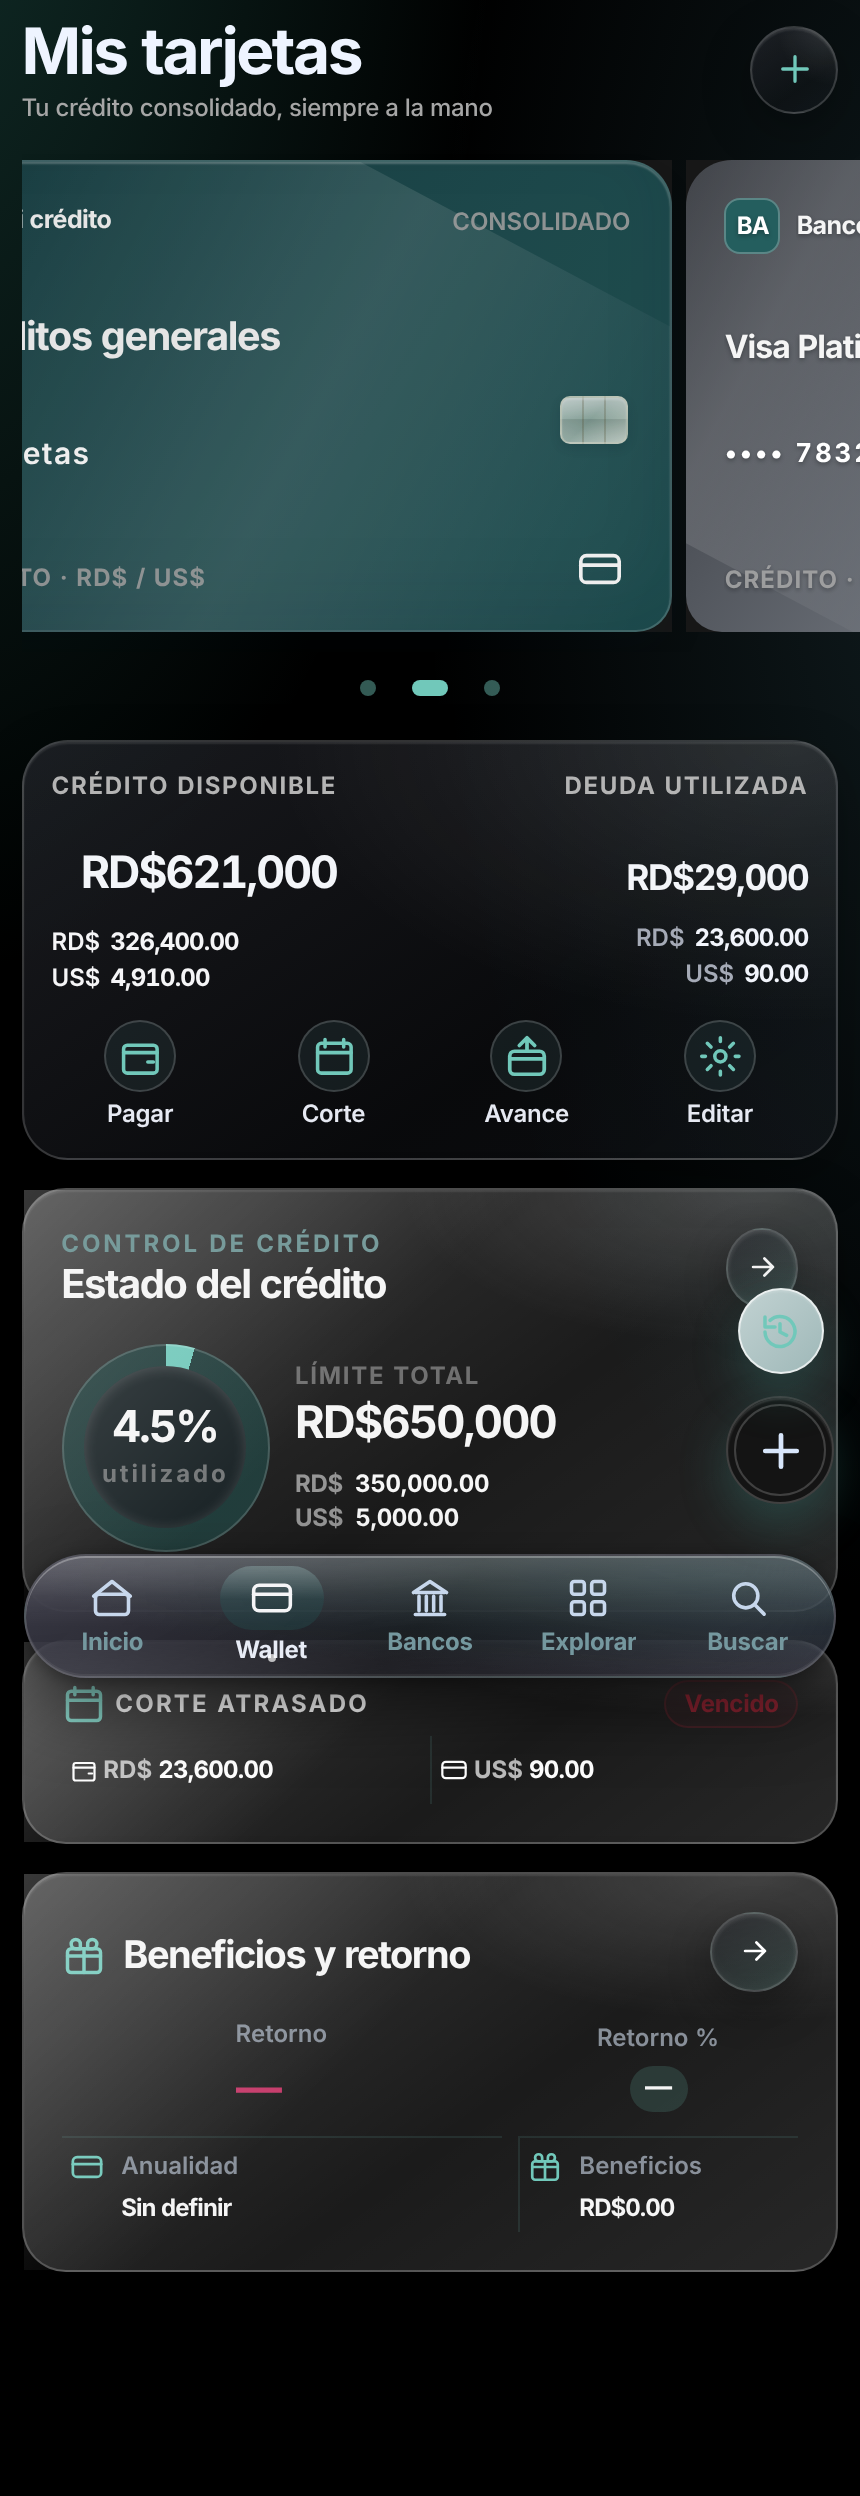 Mis tarjetas
Tu crédito consolidado, siempre a la mano
crédito
CONSOLIDADO
BA
Banco
litos generales
Visa Plati
etas
•••• 7832
TO · RD$ / US$
CRÉDITO ·
CRÉDITO DISPONIBLE
DEUDA UTILIZADA
RD$621,000
RD$29,000
RD$ 326,400.00
RD$ 23,600.00
US$ 4,910.00
US$ 90.00
Pagar
Corte
Avance
Editar
CONTROL DE CRÉDITO
Estado del crédito
4.5%
utilizado
LÍMITE TOTAL
RD$650,000
RD$ 350,000.00
US$ 5,000.00
Inicio
Wallet
Bancos
Explorar
Buscar
CORTE ATRASADO
Vencido
RD$ 23,600.00
US$ 90.00
Beneficios y retorno
Retorno
Retorno %
—
—
Anualidad
Sin definir
Beneficios
RD$0.00